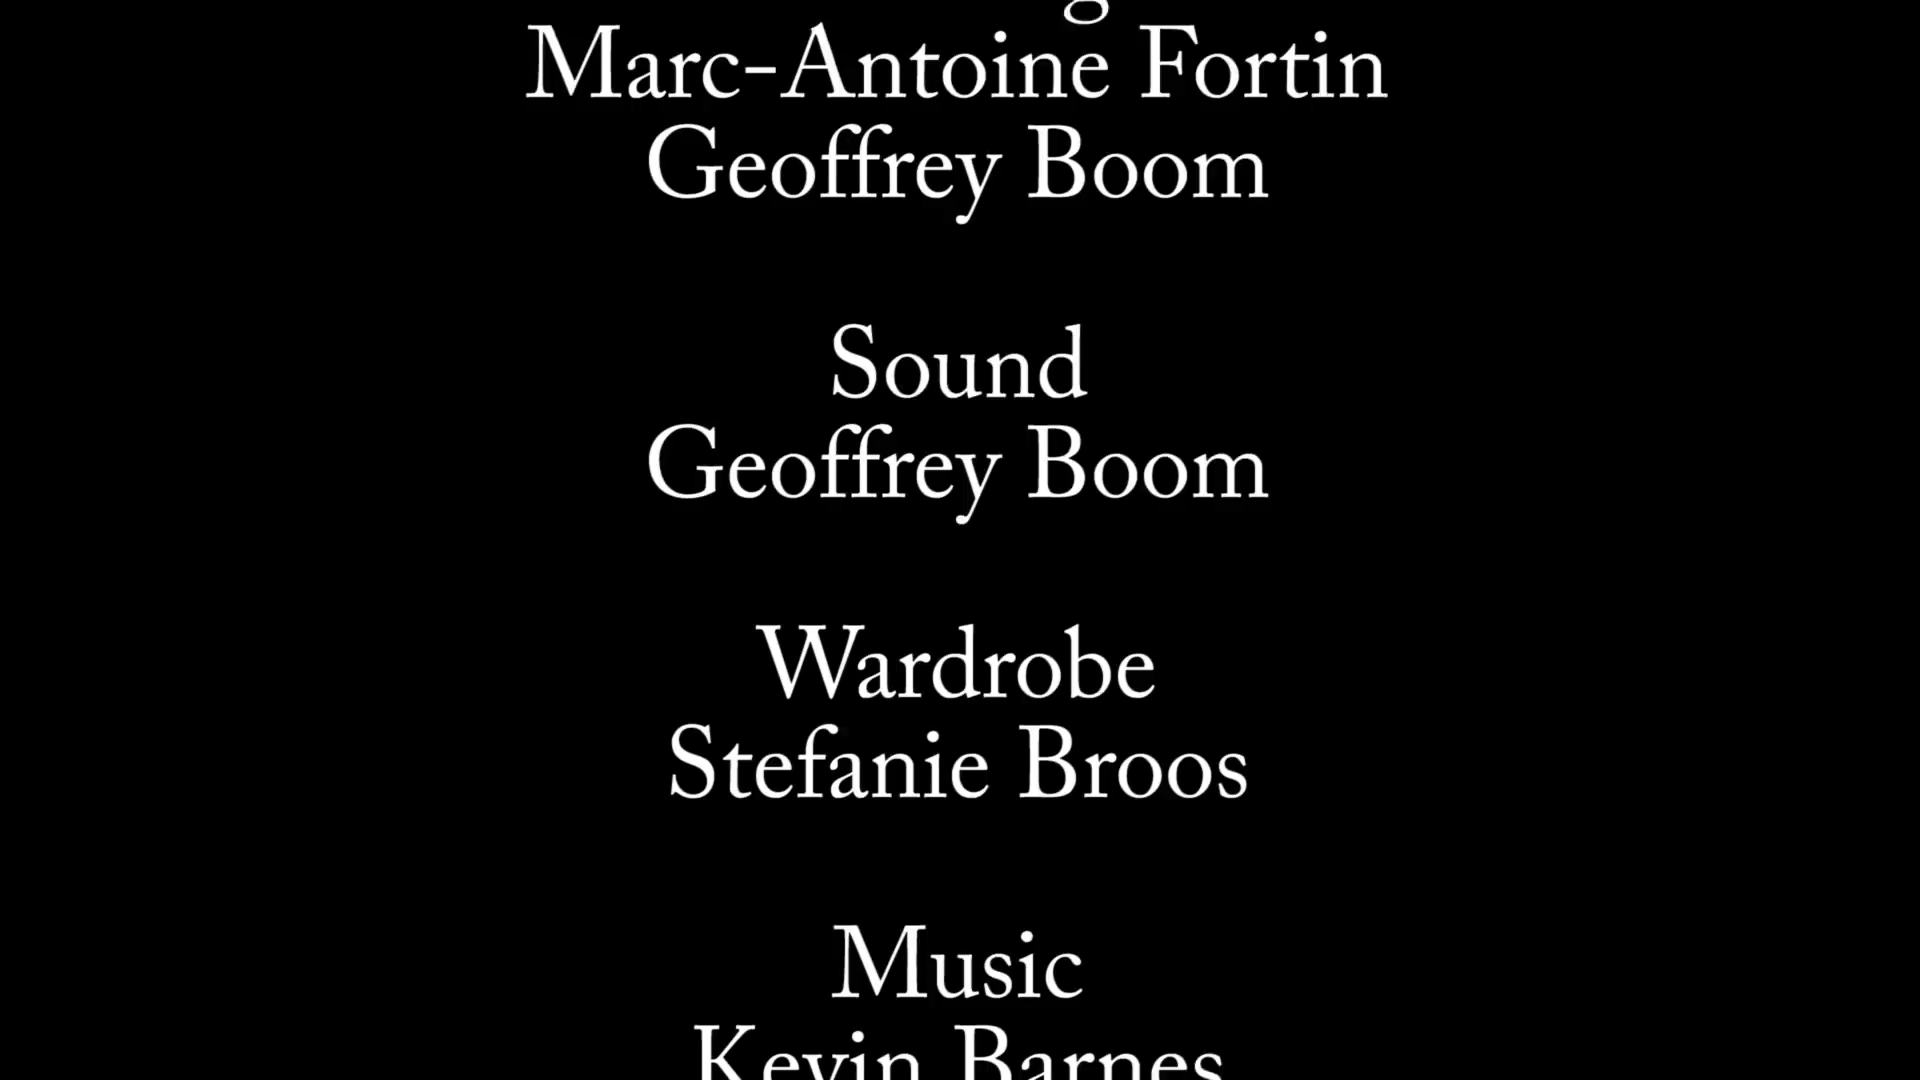 Marc-Antoine Fortin
Geoffrey Boom
Sound
Geoffrey Boom
Wardrobe
Stefanie Broos
Music
Kevin Barnes